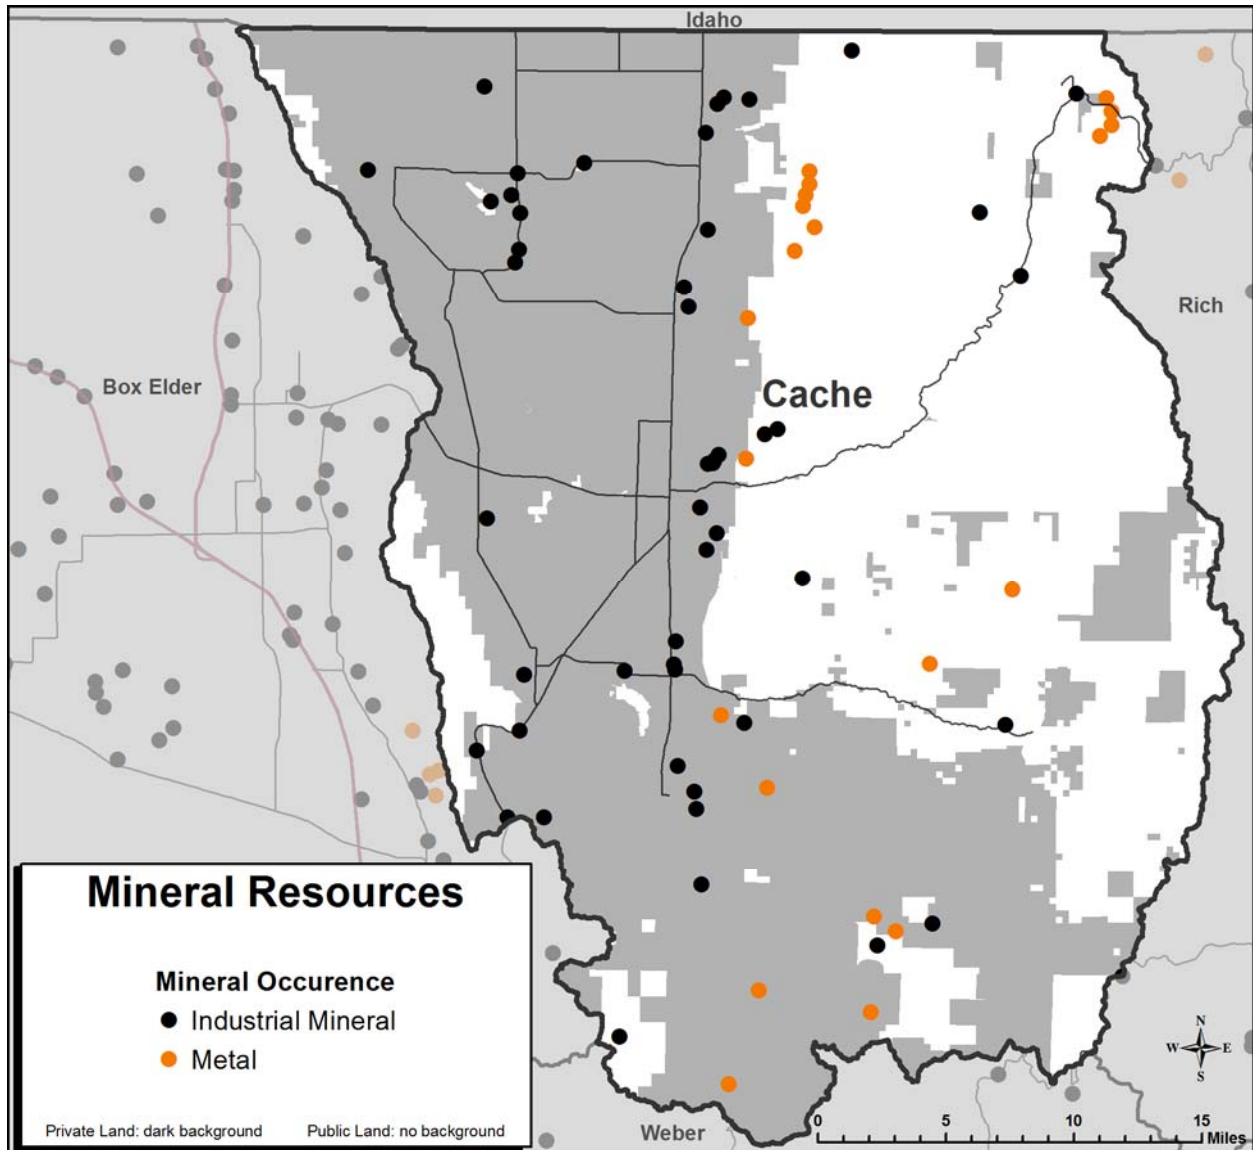 Idaho
Rich
Box Elder
Cache
Mineral Resources
Mineral Occurence
Industrial Mineral
Metal
Private Land: dark background Public Land: no background
Weber
N
W E
S
0 5 10 15
Miles